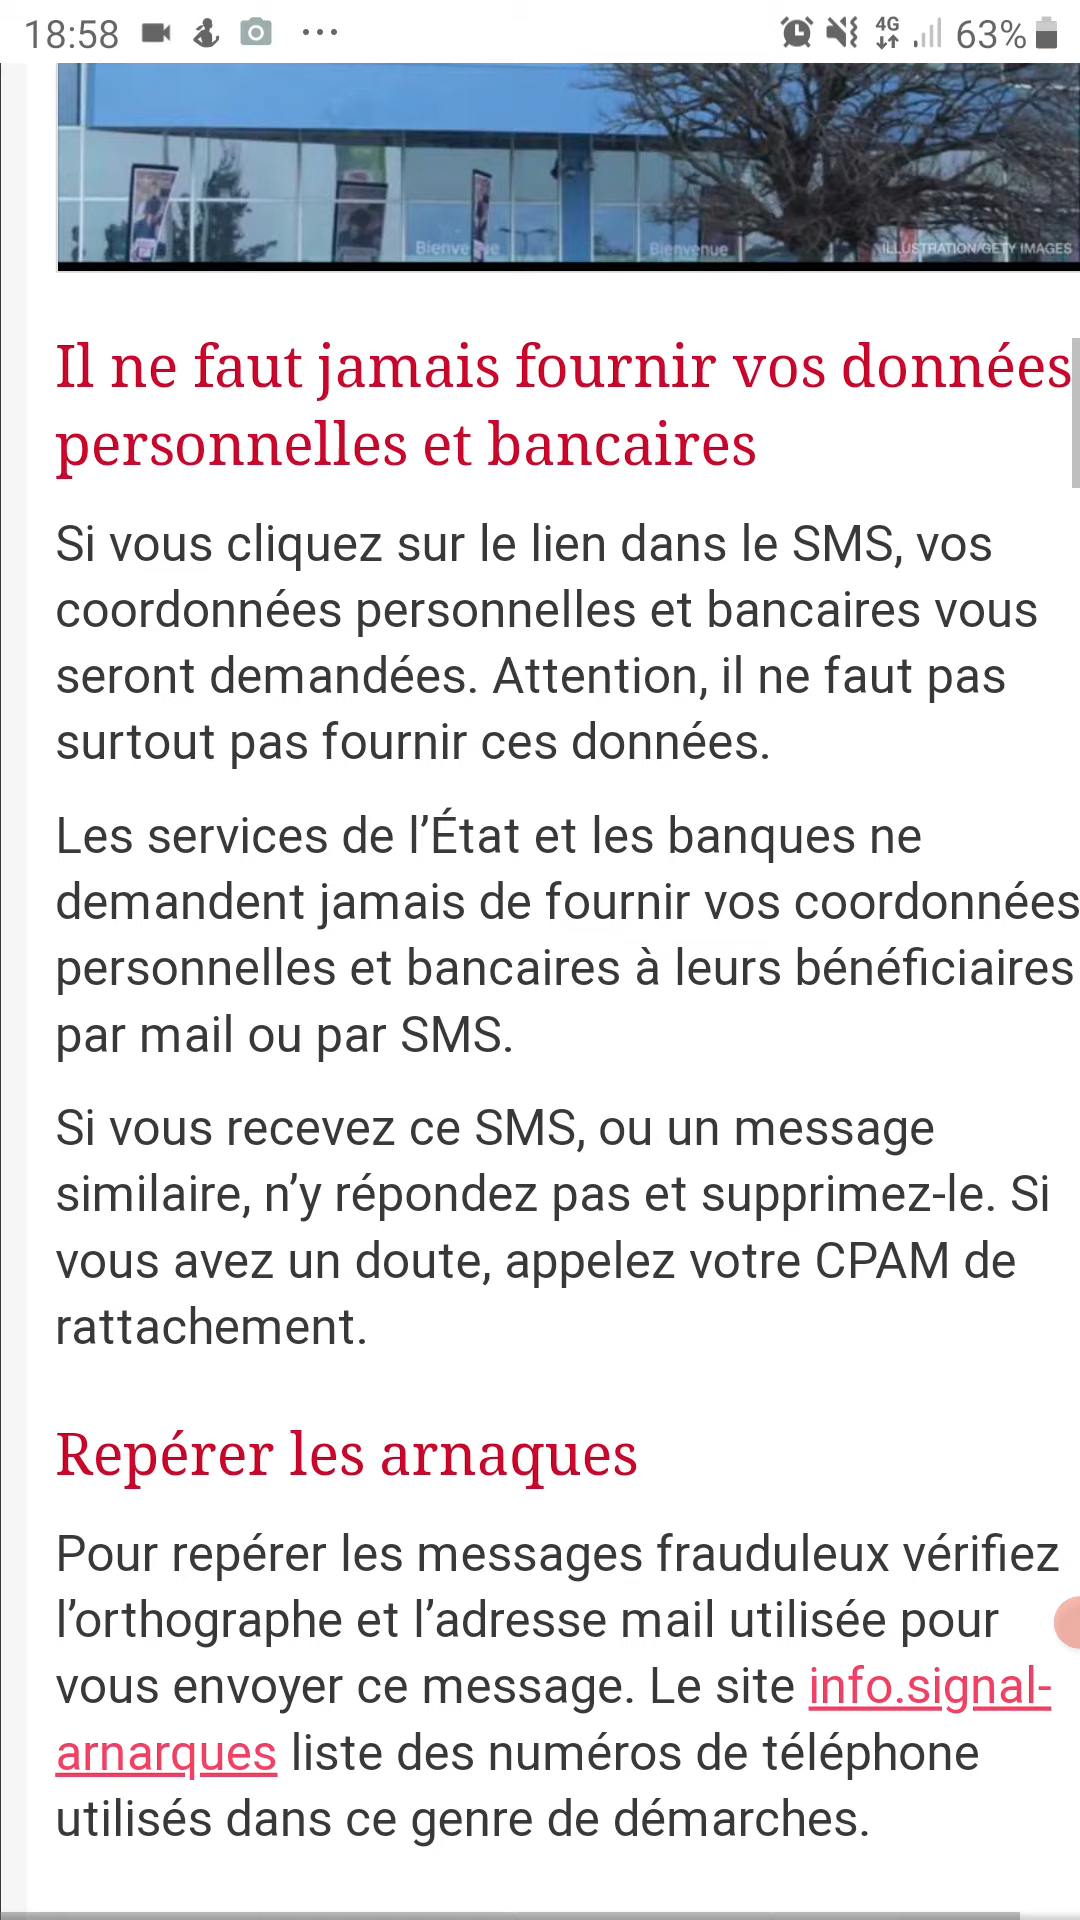 18:58 4G 63%
Bienvenue Bienvenue ILLUSTRATION/GETY IMAGES
Il ne faut jamais fournir vos données
personnelles et bancaires
Si vous cliquez sur le lien dans le SMS, vos
coordonnées personnelles et bancaires vous
seront demandées. Attention, il ne faut pas
surtout pas fournir ces données.
Les services de l’État et les banques ne
demandent jamais de fournir vos coordonnées
personnelles et bancaires à leurs bénéficiaires
par mail ou par SMS.
Si vous recevez ce SMS, ou un message
similaire, n’y répondez pas et supprimez-le. Si
vous avez un doute, appelez votre CPAM de
rattachement.
Repérer les arnaques
Pour repérer les messages frauduleux vérifiez
l’orthographe et l’adresse mail utilisée pour
vous envoyer ce message. Le site info.signal-
arnarques liste des numéros de téléphone
utilisés dans ce genre de démarches.